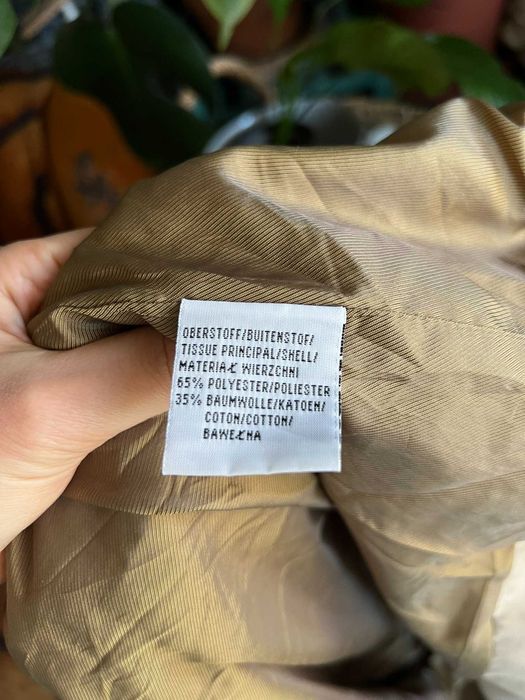 OBERSTOFF/BUITENSTOF/
TISSUE PRINCIPAL/SHELL/
MATERIAŁ WIERZCHNI
65% POLYESTER/POLIESTER
35% BAUMWOLLE/KATOEN/
COTON/COTTON/
BAWEŁNA